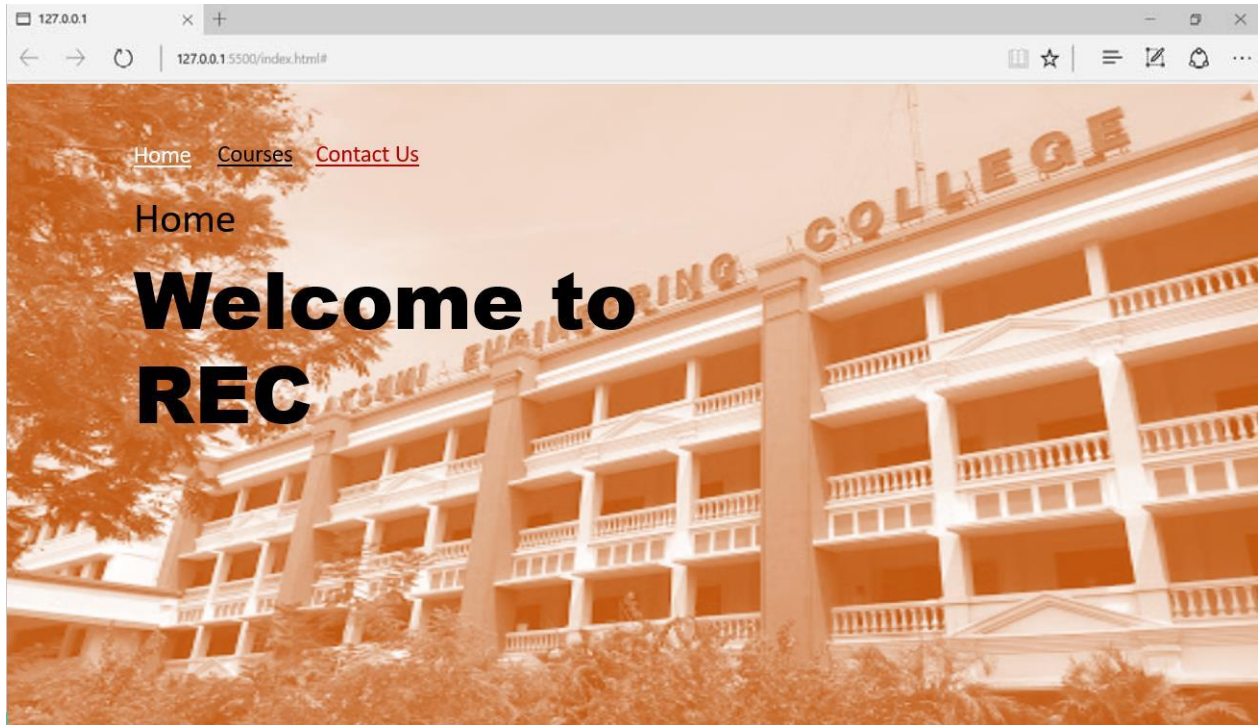 127.0.0.1
127.0.0.1:5500/index.html#
Home Courses Contact Us
Home
Welcome to
REC
ENGINEERING COLLEGE